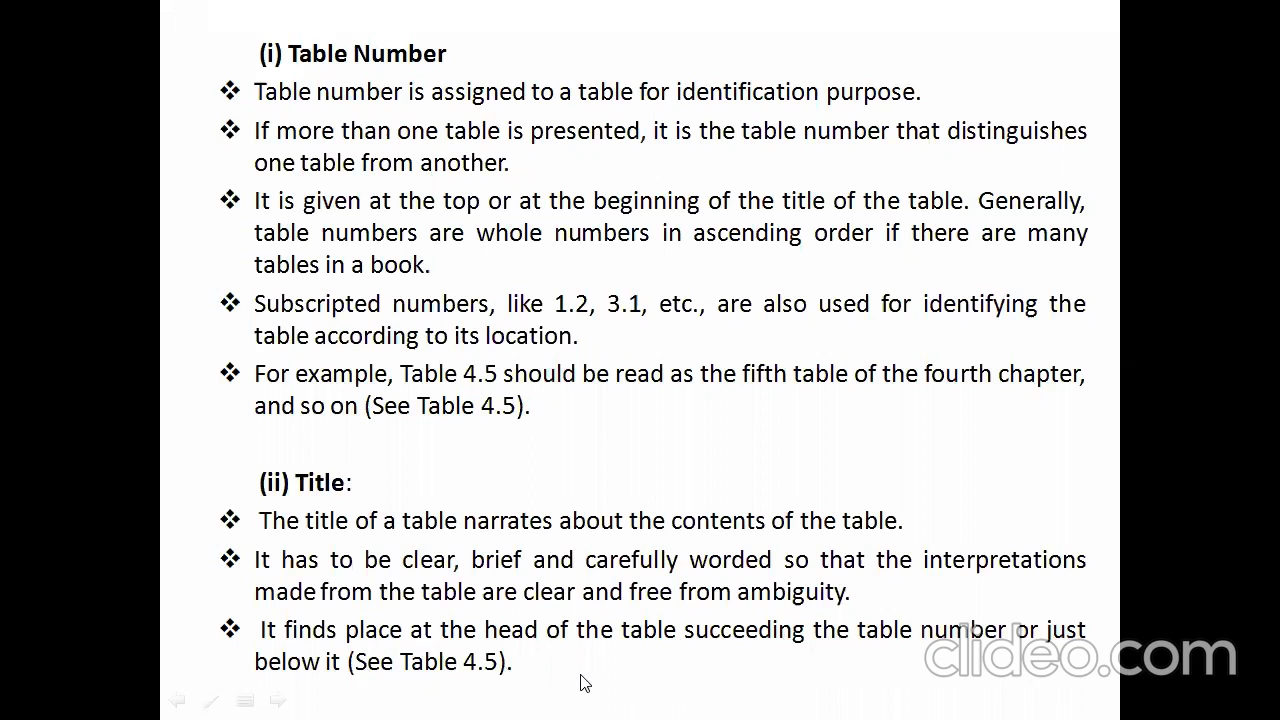 (i) Table Number
❖ Table number is assigned to a table for identification purpose.
❖ If more than one table is presented, it is the table number that distinguishes
one table from another.
❖ It is given at the top or at the beginning of the title of the table. Generally,
table numbers are whole numbers in ascending order if there are many
tables in a book.
❖ Subscripted numbers, like 1.2, 3.1, etc., are also used for identifying the
table according to its location.
❖ For example, Table 4.5 should be read as the fifth table of the fourth chapter,
and so on (See Table 4.5).
(ii) Title:
❖ The title of a table narrates about the contents of the table.
❖ It has to be clear, brief and carefully worded so that the interpretations
made from the table are clear and free from ambiguity.
❖ It finds place at the head of the table succeeding the table number or just
below it (See Table 4.5).
clideo.com